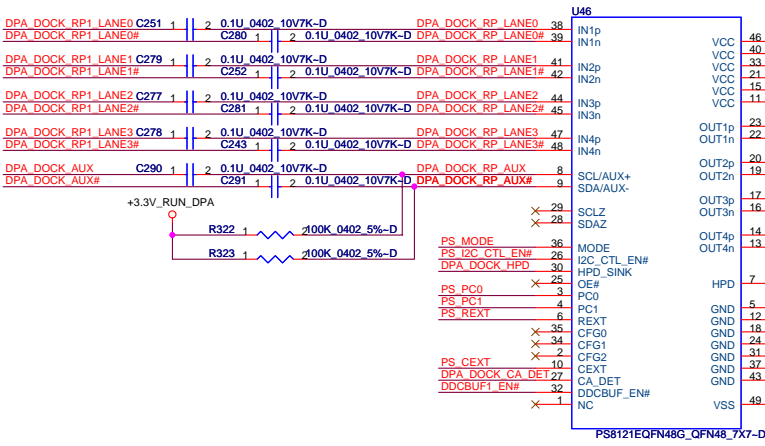 U46
DPA_DOCK_RP1_LANE0 C251 1 2 0.1U_0402_10V7K~D DPA_DOCK_RP_LANE0 38 IN1p
DPA_DOCK_RP1_LANE0# C280 1 2 0.1U_0402_10V7K~D DPA_DOCK_RP_LANE0# 39 IN1n
DPA_DOCK_RP1_LANE1 C279 1 2 0.1U_0402_10V7K~D DPA_DOCK_RP_LANE1 41 IN2p
DPA_DOCK_RP1_LANE1# C252 1 2 0.1U_0402_10V7K~D DPA_DOCK_RP_LANE1# 42 IN2n
DPA_DOCK_RP1_LANE2 C277 1 2 0.1U_0402_10V7K~D DPA_DOCK_RP_LANE2 44 IN3p
DPA_DOCK_RP1_LANE2# C281 1 2 0.1U_0402_10V7K~D DPA_DOCK_RP_LANE2# 45 IN3n
DPA_DOCK_RP1_LANE3 C278 1 2 0.1U_0402_10V7K~D DPA_DOCK_RP_LANE3 47 IN4p
DPA_DOCK_RP1_LANE3# C243 1 2 0.1U_0402_10V7K~D DPA_DOCK_RP_LANE3# 48 IN4n
DPA_DOCK_AUX C290 1 2 0.1U_0402_10V7K~D DPA_DOCK_RP_AUX 8 SCL/AUX+
DPA_DOCK_AUX# C291 1 2 0.1U_0402_10V7K~D DPA_DOCK_RP_AUX# 9 SDA/AUX-
+3.3V_RUN_DPA
R322 1 2 100K_0402_5%~D
R323 1 2 100K_0402_5%~D
29 SCLZ
28 SDAZ
PS_MODE 36 MODE
PS_I2C_CTL_EN# 26 I2C_CTL_EN#
DPA_DOCK_HPD 30 HPD_SINK
25 OE#
PS_PC0 3 PC0
PS_PC1 4 PC1
PS_REXT 6 REXT
35 CFG0
34 CFG1
2 CFG2
PS_CEXT 10 CEXT
DPA_DOCK_CA_DET 27 CA_DET
DDCBUF1_EN# 32 DDCBUF_EN#
1 NC
VCC 46
VCC 40
VCC 33
VCC 21
VCC 15
VCC 11
OUT1p 23
OUT1n 22
OUT2p 20
OUT2n 19
OUT3p 17
OUT3n 16
OUT4p 14
OUT4n 13
HPD 7
GND 5
GND 12
GND 18
GND 24
GND 31
GND 37
GND 43
VSS 49
PS8121EQFN48G_QFN48_7X7~D